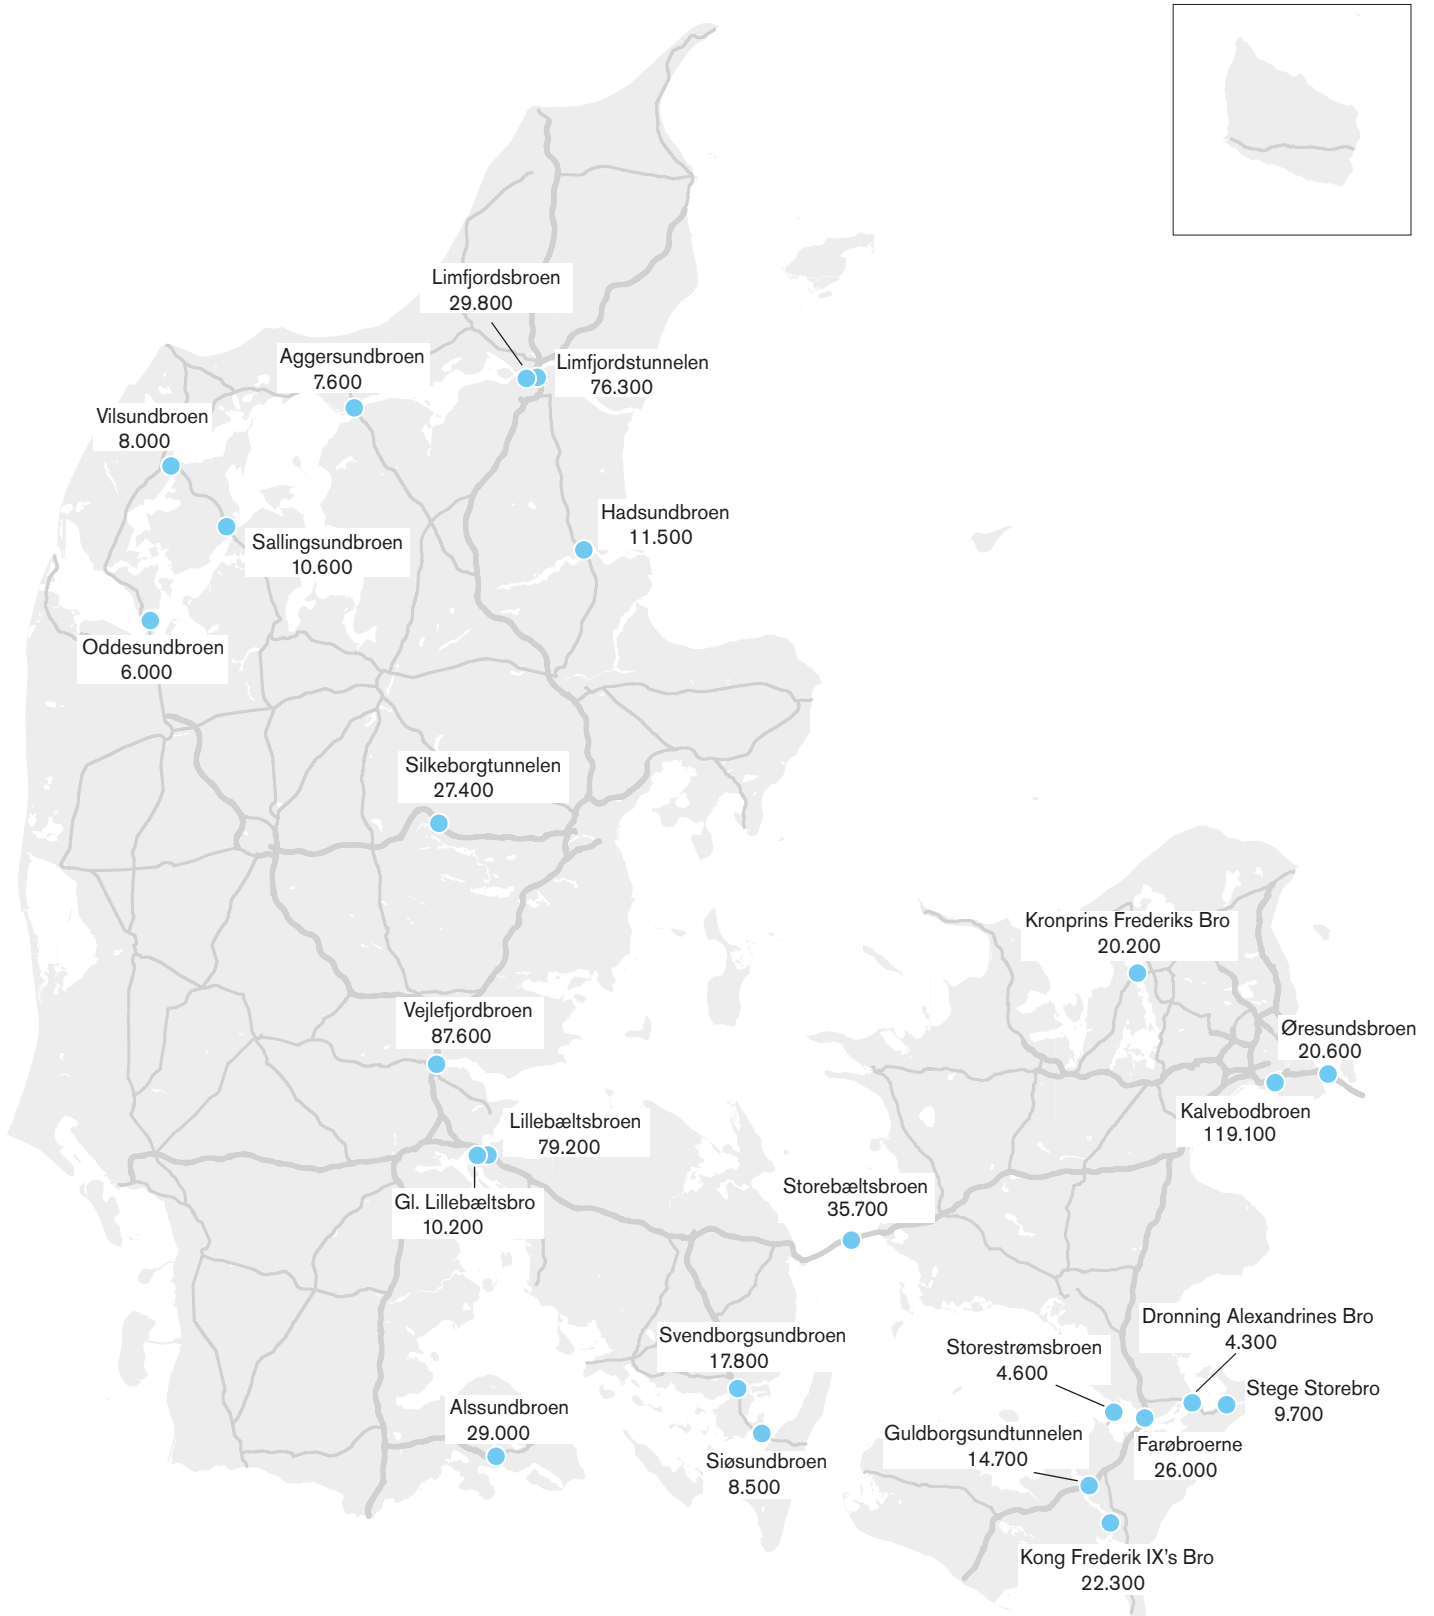 Limfjordsbroen
29.800
Aggersundbroen
7.600
Limfjordstunnelen
76.300
Vilsundbroen
8.000
Hadsundbroen
11.500
Sallingsundbroen
10.600
Oddesundbroen
6.000
Silkeborgtunnelen
27.400
Kronprins Frederiks Bro
20.200
Vejlefjordbroen
87.600
Øresundsbroen
20.600
Kalvebodbroen
119.100
Lillebæltsbroen
79.200
Gl. Lillebæltsbro
10.200
Storebæltsbroen
35.700
Dronning Alexandrines Bro
4.300
Svendborgsundbroen
17.800
Storestrømsbroen
4.600
Stege Storebro
9.700
Alssundbroen
29.000
Guldborgsundtunnelen
14.700
Farøbroerne
26.000
Siøsundbroen
8.500
Kong Frederik IX's Bro
22.300